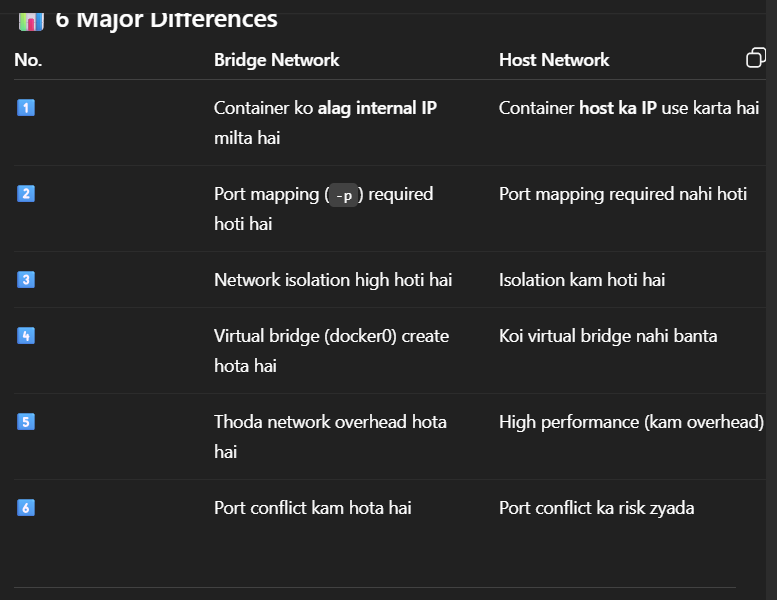 📊 6 Major Differences
No. Bridge Network Host Network
1 Container ko alag internal IP Container host ka IP use karta hai
milta hai
2 Port mapping (-p) required Port mapping required nahi hoti
hoti hai
3 Network isolation high hoti hai Isolation kam hoti hai
4 Virtual bridge (docker0) create Koi virtual bridge nahi banta
hota hai
5 Thoda network overhead hota High performance (kam overhead)
hai
6 Port conflict kam hota hai Port conflict ka risk zyada